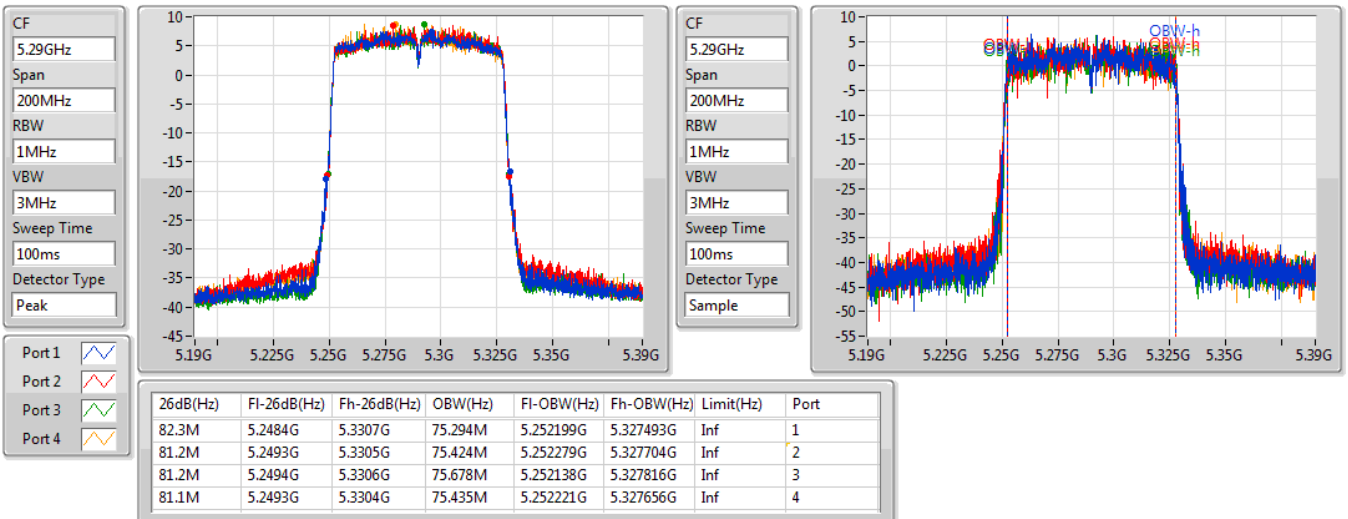 CF
5.29GHz
Span
200MHz
RBW
1MHz
VBW
3MHz
Sweep Time
100ms
Detector Type
Peak
10
5
0
-5
-10
-15
-20
-25
-30
-35
-40
-45
5.19G 5.225G 5.25G 5.275G 5.3G 5.325G 5.35G 5.39G
CF
5.29GHz
Span
200MHz
RBW
1MHz
VBW
3MHz
Sweep Time
100ms
Detector Type
Sample
10
5
0
-5
-10
-15
-20
-25
-30
-35
-40
-45
-50
-55
OBW-h
5.19G 5.225G 5.25G 5.275G 5.3G 5.325G 5.35G 5.39G
Port 1
Port 2
Port 3
Port 4
26dB(Hz) Fl-26dB(Hz) Fh-26dB(Hz) OBW(Hz) Fl-OBW(Hz) Fh-OBW(Hz) Limit(Hz) Port
82.3M 5.2484G 5.3307G 75.294M 5.252199G 5.327493G Inf 1
81.2M 5.2493G 5.3305G 75.424M 5.252279G 5.327704G Inf 2
81.2M 5.2494G 5.3306G 75.678M 5.252138G 5.327816G Inf 3
81.1M 5.2493G 5.3304G 75.435M 5.252221G 5.327656G Inf 4